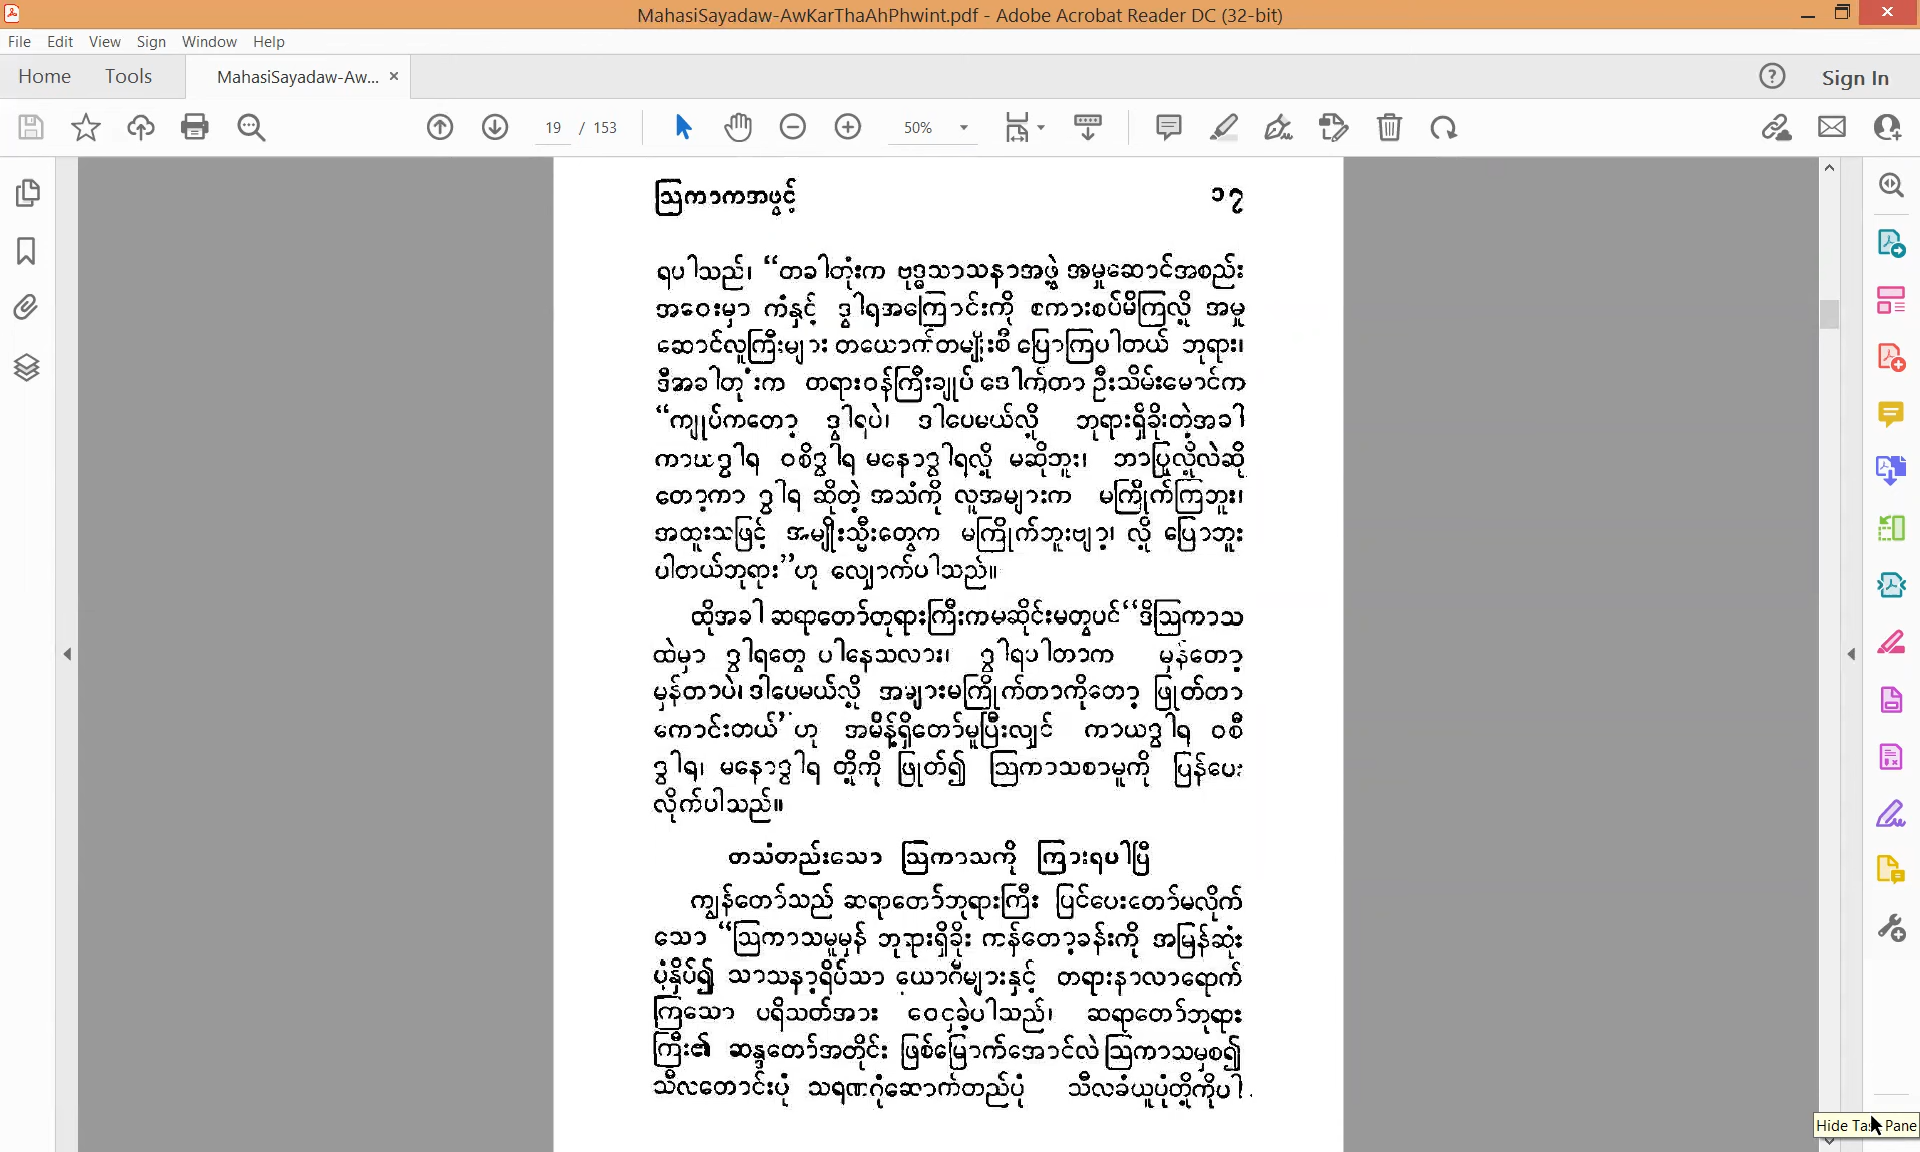 MahasiSayadaw-AwKarThaAhPhwint.pdf - Adobe Acrobat Reader DC (32-bit)
File Edit View Sign Window Help
Home Tools MahasiSayadaw-Aw... × Sign In
19 / 153 50%
ဩကာကအဖွင့် ၁၇
ရပါသည်၊ “တခါတုံးက ဗုဒ္ဓသာသနာအဖွဲ့ အမှုဆောင်အစည်း
အဝေးမှာ ကံနှင့် ဒွါရအကြောင်းကို စကားစပ်မိကြလို့ အမှု
ဆောင်လူကြီးများ တယောက်တမျိုးစီ ပြောကြပါတယ် ဘုရား၊
ဒီအခါတုံးက တရားဝန်ကြီးချုပ် ဒေါက်တာ ဦးသိမ်းမောင်က
“ကျုပ်ကတော့ ဒွါရပဲ၊ ဒါပေမယ်လို့ ဘုရားရှိခိုးတဲ့အခါ
ကာယဒွါရ ဝစိဒွါရ မနောဒွါရလို့ မဆိုဘူး၊ ဘာပြုလို့လဲဆို
တော့ကာ ဒွါရ ဆိုတဲ့ အသံကို လူအများက မကြိုက်ကြဘူး၊
အထူးသဖြင့် အမျိုးသ္မီးတွေက မကြိုက်ဘူးဗျာ့၊ လို့ ပြောဘူး
ပါတယ်ဘုရား”ဟု လျှောက်ပါသည်။
ထိုအခါ ဆရာတော်ဘုရားကြီးကမဆိုင်းမတွပင်“ဒီဩကာသ
ထဲမှာ ဒွါရတွေ ပါနေသလား၊ ဒွါရပါတာက မှန်တော့
မှန်တာပဲ၊ ဒါပေမယ်လို့ အများမကြိုက်တာကိုတော့ ဖြုတ်တာ
ကောင်းတယ်”ဟု အမိန့်ရှိတော်မူပြီးလျှင် ကာယဒွါရ ဝစီ
ဒွါရ၊ မနောဒွါရ တို့ကို ဖြုတ်၍ ဩကာသစာမူကို ပြန်ပေး
လိုက်ပါသည်။
တသံတည်းသော ဩကာသကို ကြားရပါပြီ
ကျွန်တော်သည် ဆရာတော်ဘုရားကြီး ပြင်ပေးတော်မလိုက်
သော “ဩကာသမူမှန် ဘုရားရှိခိုး ကန်တော့ခန်းကို အမြန်ဆုံး
ပုံနှိပ်၍ သာသနာ့ရိပ်သာ ယောဂီများနှင့် တရားနာလာရောက်
ကြသော ပရိသတ်အား ဝေငှခဲ့ပါသည်၊ ဆရာတော်ဘုရား
ကြီး၏ ဆန္ဒတော်အတိုင်း ဖြစ်မြောက်အောင်လဲ ဩကာသမှစ၍
သီလတောင်းပုံ သရဏဂုံဆောက်တည်ပုံ သီလခံယူပုံတို့ကိုပါ